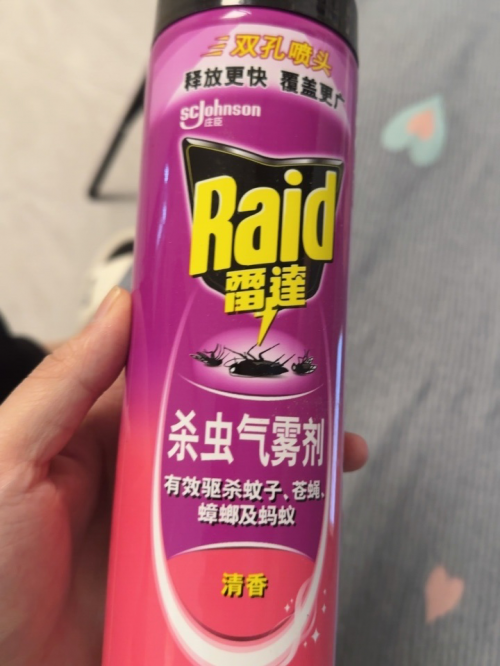 双孔喷头
释放更快 覆盖更广
SCJohnson
庄臣
Raid
雷達
杀虫气雾剂
有效驱杀蚊子、苍蝇、
蟑螂及蚂蚁
清香